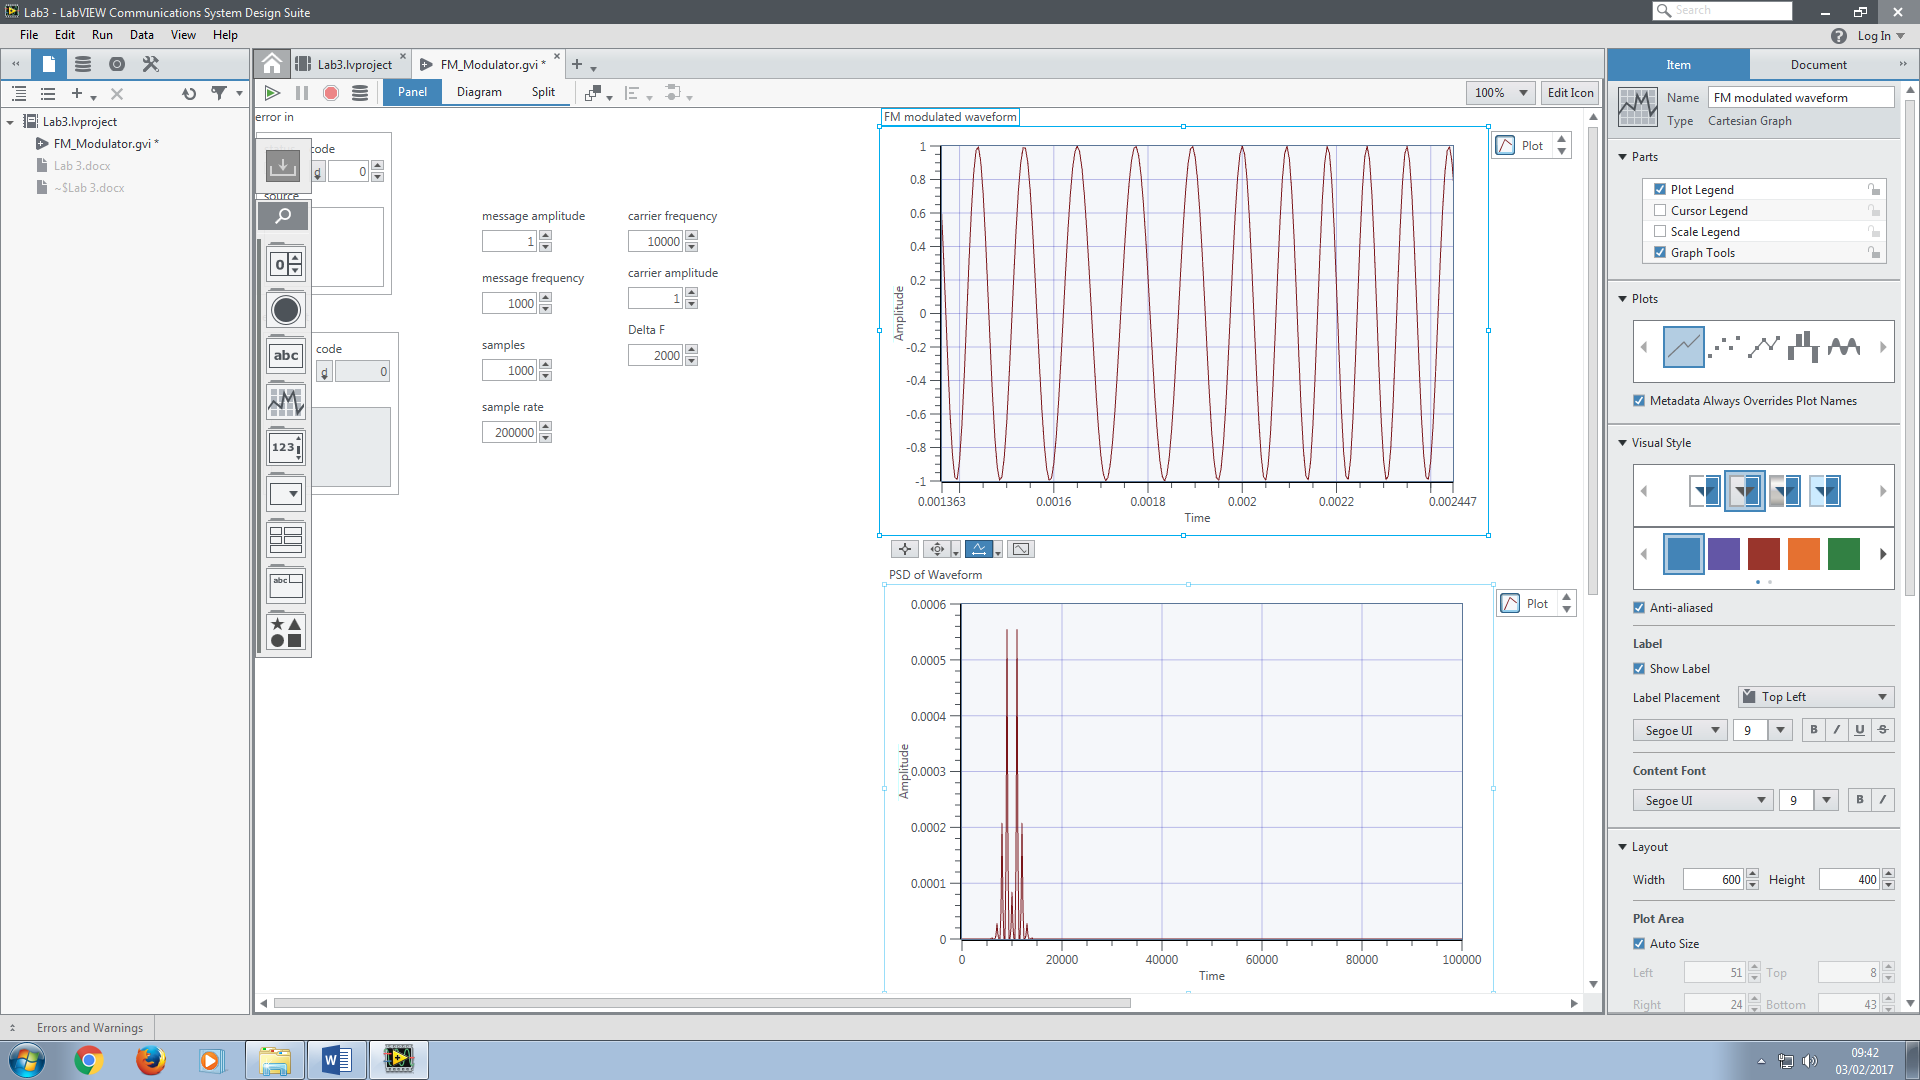 Lab3 - LabVIEW Communications System Design Suite
Search
File Edit Run Data View Help
Log In
Lab3.lvproject
FM_Modulator.gvi *
Item
Document
Panel
Diagram
Split
100%
Edit Icon
Lab3.lvproject
FM_Modulator.gvi *
Lab 3.docx
~$Lab 3.docx
error in
code
d
0
source
code
d
0
abc
123
abc
0
message amplitude
1
message frequency
1000
samples
1000
sample rate
200000
carrier frequency
10000
carrier amplitude
1
Delta F
2000
FM modulated waveform
Plot
Amplitude
1
0.8
0.6
0.4
0.2
0
-0.2
-0.4
-0.6
-0.8
-1
0.001363 0.0016 0.0018 0.002 0.0022 0.002447
Time
PSD of Waveform
Plot
Amplitude
0.0006
0.0005
0.0004
0.0003
0.0002
0.0001
0
0 20000 40000 60000 80000 100000
Time
Name FM modulated waveform
Type Cartesian Graph
Parts
Plot Legend
Cursor Legend
Scale Legend
Graph Tools
Plots
Metadata Always Overrides Plot Names
Visual Style
Anti-aliased
Label
Show Label
Label Placement Top Left
Segoe UI 9 B I U S
Content Font
Segoe UI 9 B I
Layout
Width 600 Height 400
Plot Area
Auto Size
Left 51 Top 8
Right 24 Bottom 43
Errors and Warnings
09:42
03/02/2017